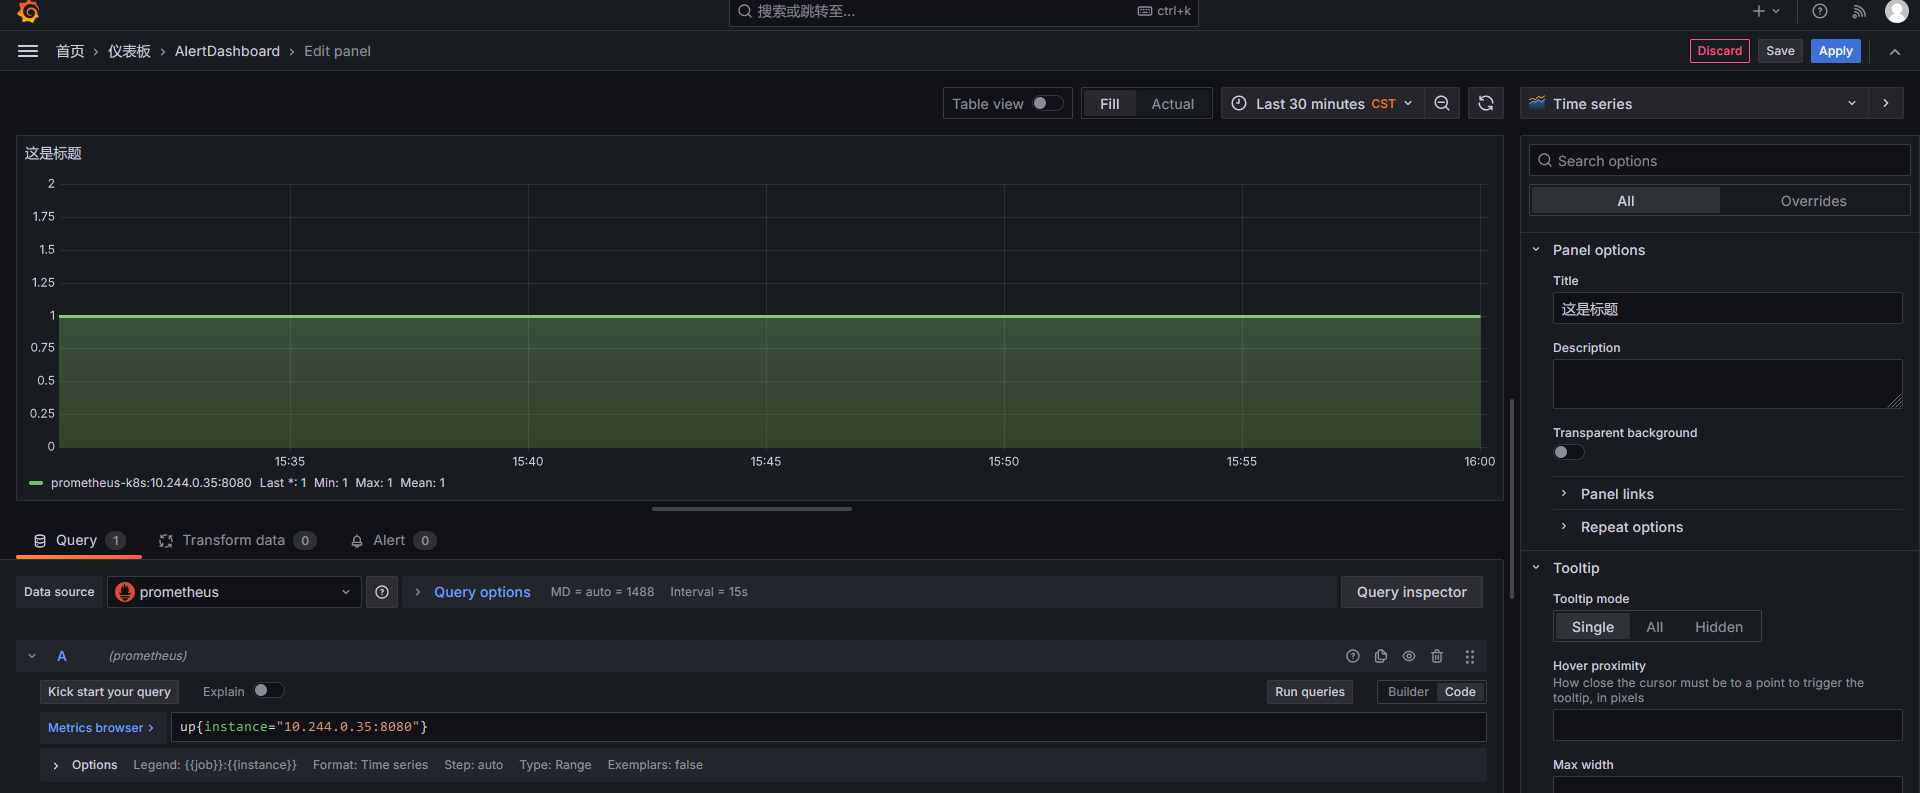 搜索或跳转至...
ctrl+k
首页 › 仪表板 › AlertDashboard › Edit panel
Discard
Save
Apply
Table view
Fill
Actual
Last 30 minutes CST
Time series
这是标题
2
1.75
1.5
1.25
1
0.75
0.5
0.25
0
15:35
15:40
15:45
15:50
15:55
16:00
prometheus-k8s:10.244.0.35:8080 Last *: 1 Min: 1 Max: 1 Mean: 1
Query 1
Transform data 0
Alert 0
Data source
prometheus
Query options
MD = auto = 1488
Interval = 15s
Query inspector
A
(prometheus)
Kick start your query
Explain
Run queries
Builder
Code
Metrics browser >
up{instance="10.244.0.35:8080"}
Options
Legend: {{job}}:{{instance}}
Format: Time series
Step: auto
Type: Range
Exemplars: false
Search options
All
Overrides
Panel options
Title
这是标题
Description
Transparent background
Panel links
Repeat options
Tooltip
Tooltip mode
Single
All
Hidden
Hover proximity
How close the cursor must be to a point to trigger the
tooltip, in pixels
Max width